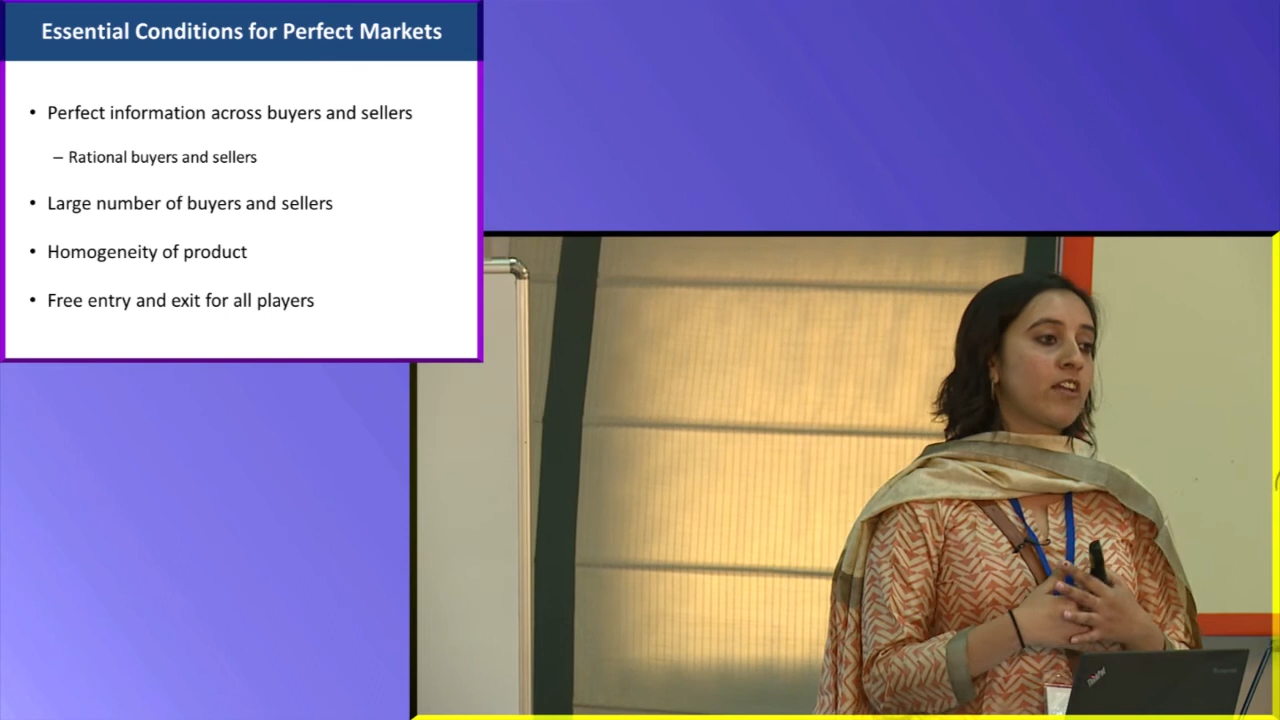 Essential Conditions for Perfect Markets
• Perfect information across buyers and sellers
– Rational buyers and sellers
• Large number of buyers and sellers
• Homogeneity of product
• Free entry and exit for all players
ThinkPad